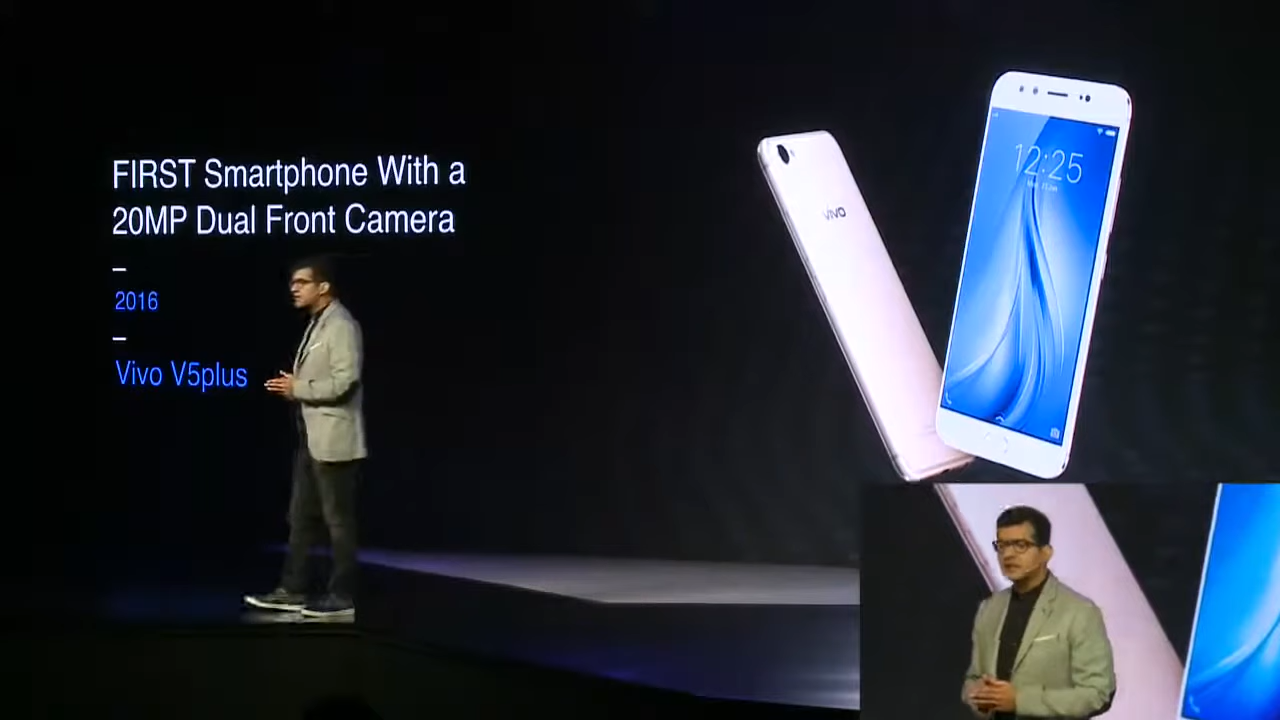 FIRST Smartphone With a
20MP Dual Front Camera
–
2016
–
Vivo V5plus
vivo
12:25